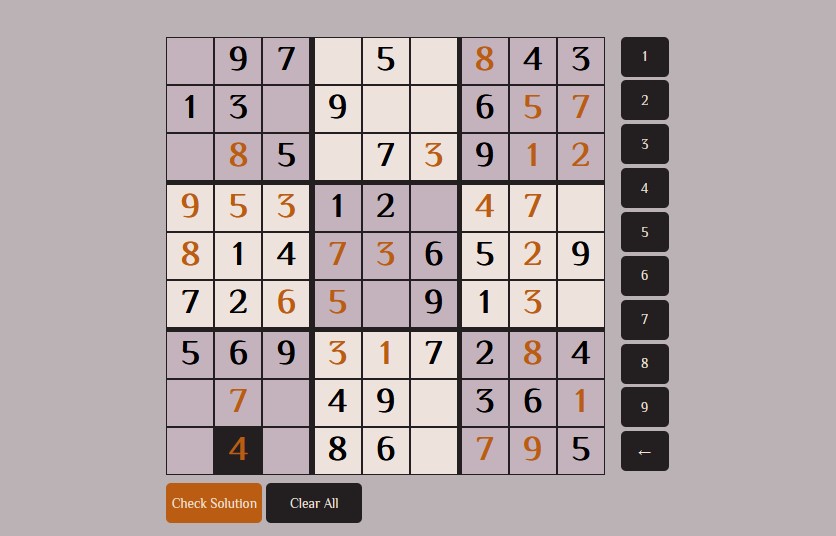 9 7 5 8 4 3
1 3 9 6 5 7
8 5 7 3 9 1 2
9 5 3 1 2 4 7
8 1 4 7 3 6 5 2 9
7 2 6 5 9 1 3
5 6 9 3 1 7 2 8 4
7 4 9 3 6 1
4 8 6 7 9 5
1
2
3
4
5
6
7
8
9
←
Check Solution
Clear All